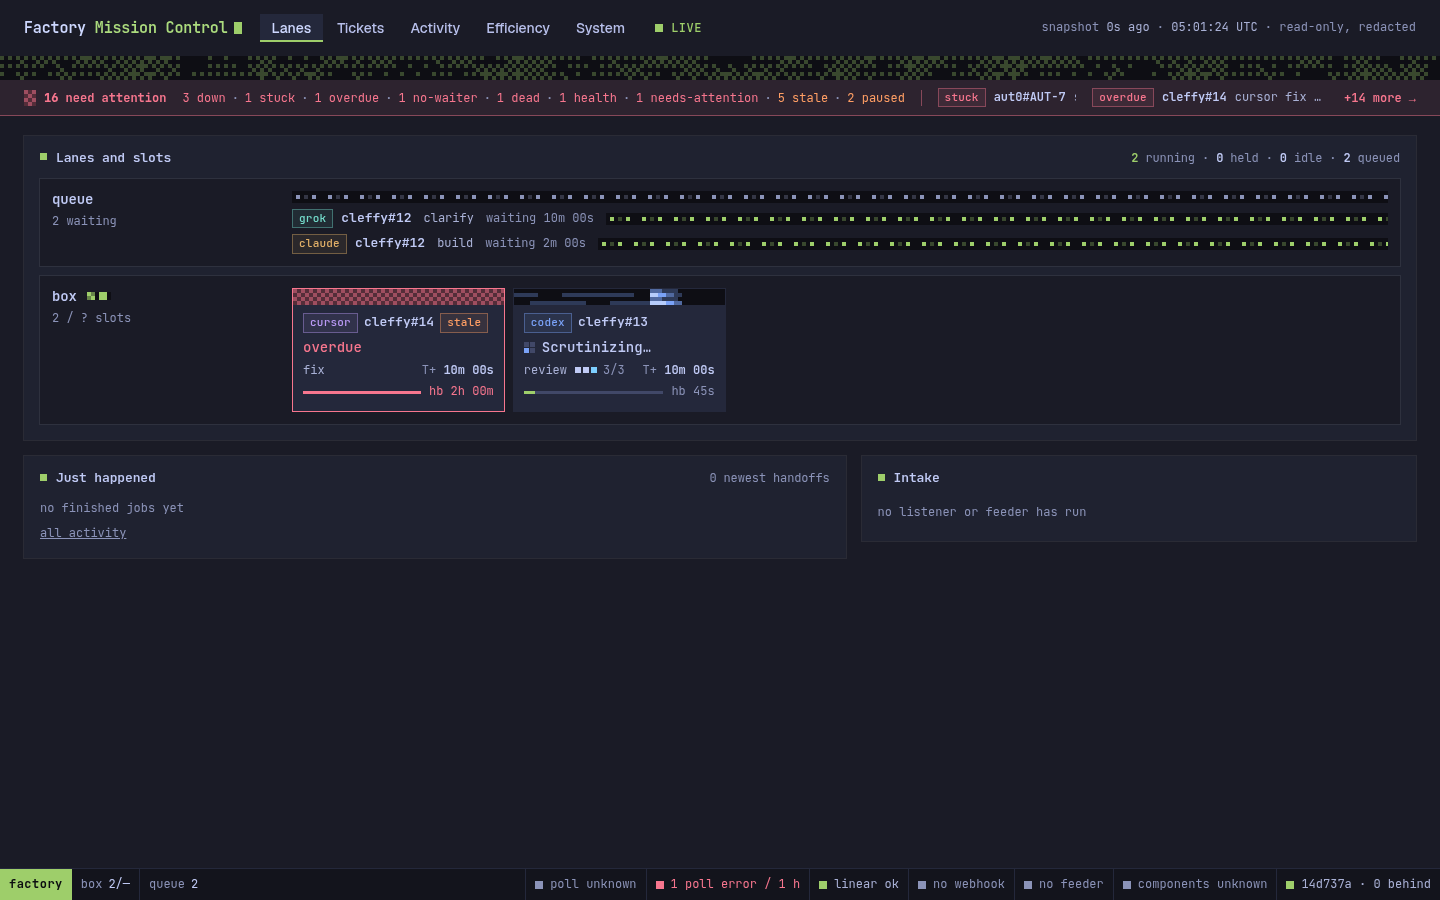 Factory Mission Control
Lanes Tickets Activity Efficiency System LIVE
snapshot 0s ago · 05:01:24 UTC · read-only, redacted
16 need attention 3 down · 1 stuck · 1 overdue · 1 no-waiter · 1 dead · 1 health · 1 needs-attention · 5 stale · 2 paused stuck aut0#AUT-7 overdue cleffy#14 cursor fix … +14 more →
Lanes and slots
2 running · 0 held · 0 idle · 2 queued
queue
2 waiting
grok cleffy#12 clarify waiting 10m 00s
claude cleffy#12 build waiting 2m 00s
box
2 / ? slots
cursor cleffy#14 stale
overdue
fix T+ 10m 00s
hb 2h 00m
codex cleffy#13
Scrutinizing…
review 3/3 T+ 10m 00s
hb 45s
Just happened
0 newest handoffs
no finished jobs yet
all activity
Intake
no listener or feeder has run
factory box 2/— queue 2 poll unknown 1 poll error / 1 h linear ok no webhook no feeder components unknown 14d737a · 0 behind